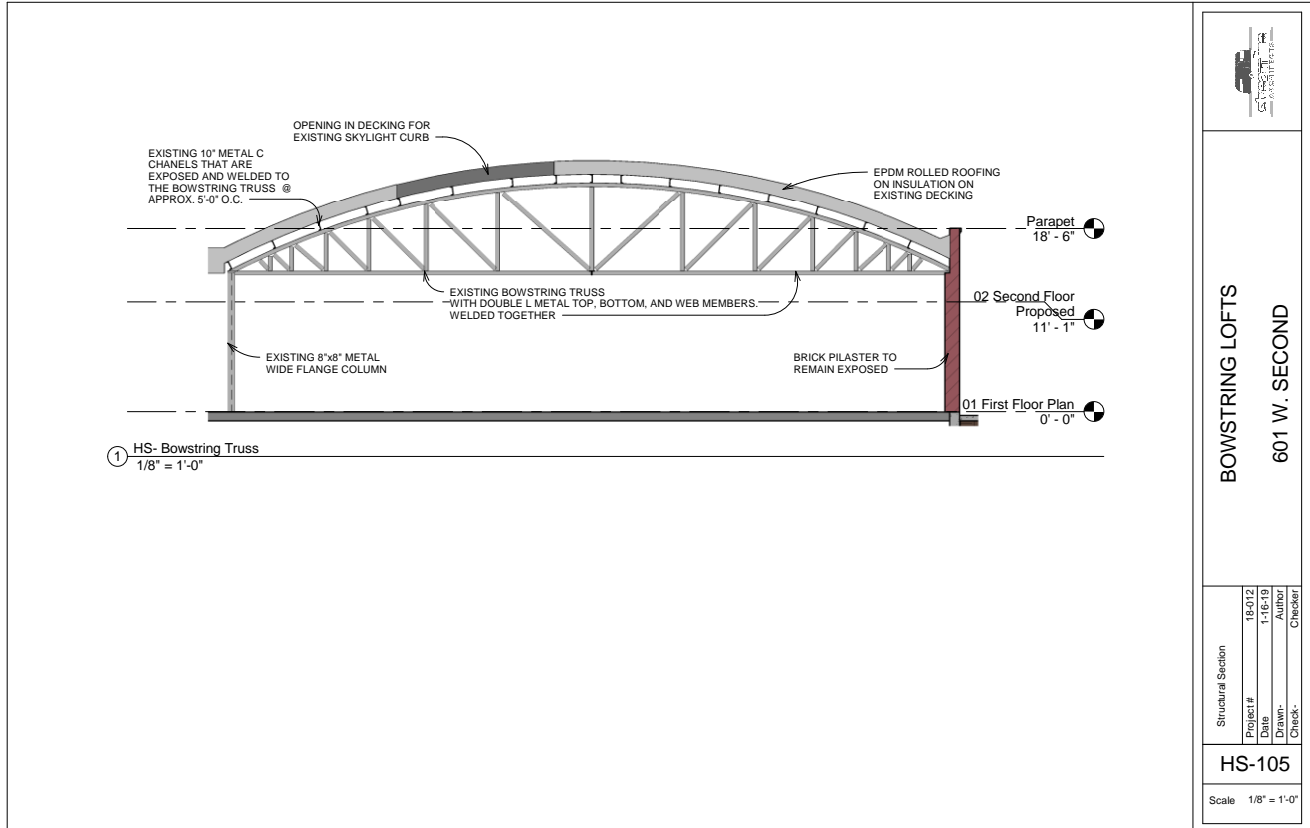 OPENING IN DECKING FOR
EXISTING SKYLIGHT CURB
EXISTING 10" METAL C
CHANELS THAT ARE
EXPOSED AND WELDED TO
THE BOWSTRING TRUSS @
APPROX. 5'-0" O.C.
EPDM ROLLED ROOFING
ON INSULATION ON
EXISTING DECKING
Parapet
18' - 6"
EXISTING BOWSTRING TRUSS
WITH DOUBLE L METAL TOP, BOTTOM, AND WEB MEMBERS.
WELDED TOGETHER
02 Second Floor
Proposed
11' - 1"
EXISTING 8"x8" METAL
WIDE FLANGE COLUMN
BRICK PILASTER TO
REMAIN EXPOSED
01 First Floor Plan
0' - 0"
1
HS- Bowstring Truss
1/8" = 1'-0"
ARCHITECTS
BOWSTRING LOFTS
601 W. SECOND
Structural Section
Project # 18-012
Date 1-16-19
Drawn- Author
Check- Checker
HS-105
Scale 1/8" = 1'-0"